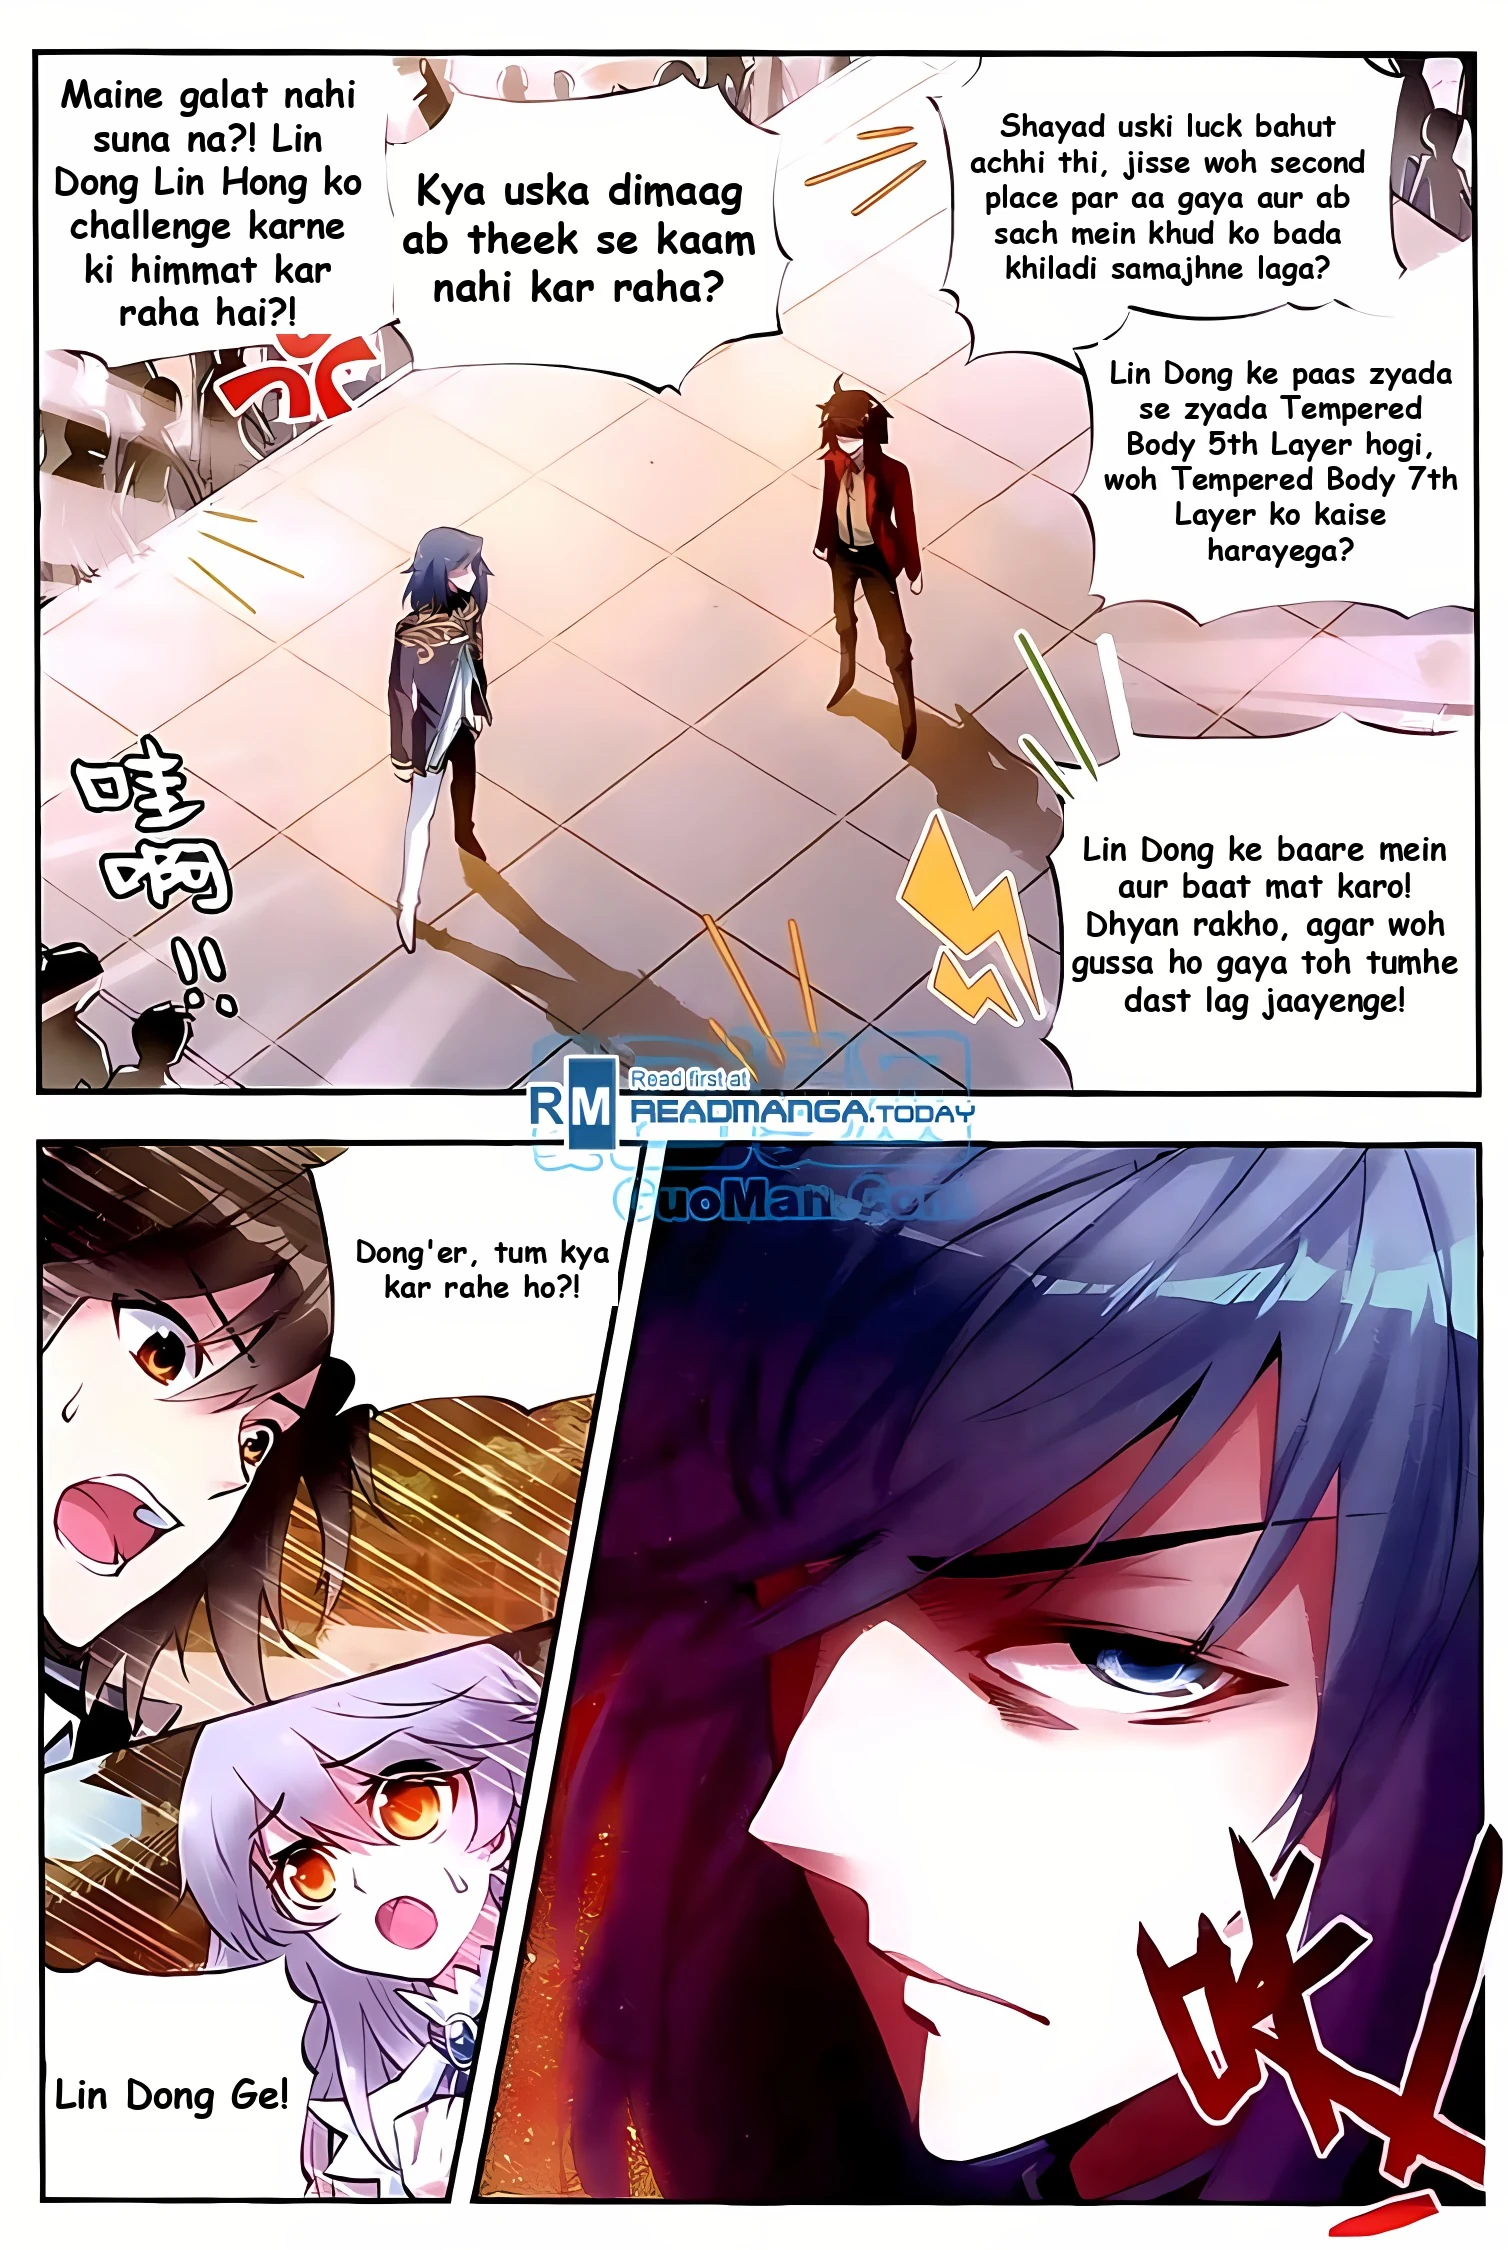 Maine galat nahi
suna na?! Lin
Dong Lin Hong ko
challenge karne
ki himmat kar
raha hai?!
Kya uska dimaag
ab theek se kaam
nahi kar raha?
Shayad uski luck bahut
achhi thi, jisse woh second
place par aa gaya aur ab
sach mein khud ko bada
khiladi samajhne laga?
Lin Dong ke paas zyada
se zyada Tempered
Body 5th Layer hogi,
woh Tempered Body 7th
Layer ko kaise
harayega?
哇
啊
!!
Lin Dong ke baare mein
aur baat mat karo!
Dhyan rakho, agar woh
gussa ho gaya toh tumhe
dast lag jaayenge!
RM
Read first at
READMANGA.TODAY
GuoMan.Com
Dong'er, tum kya
kar rahe ho?!
Lin Dong Ge!